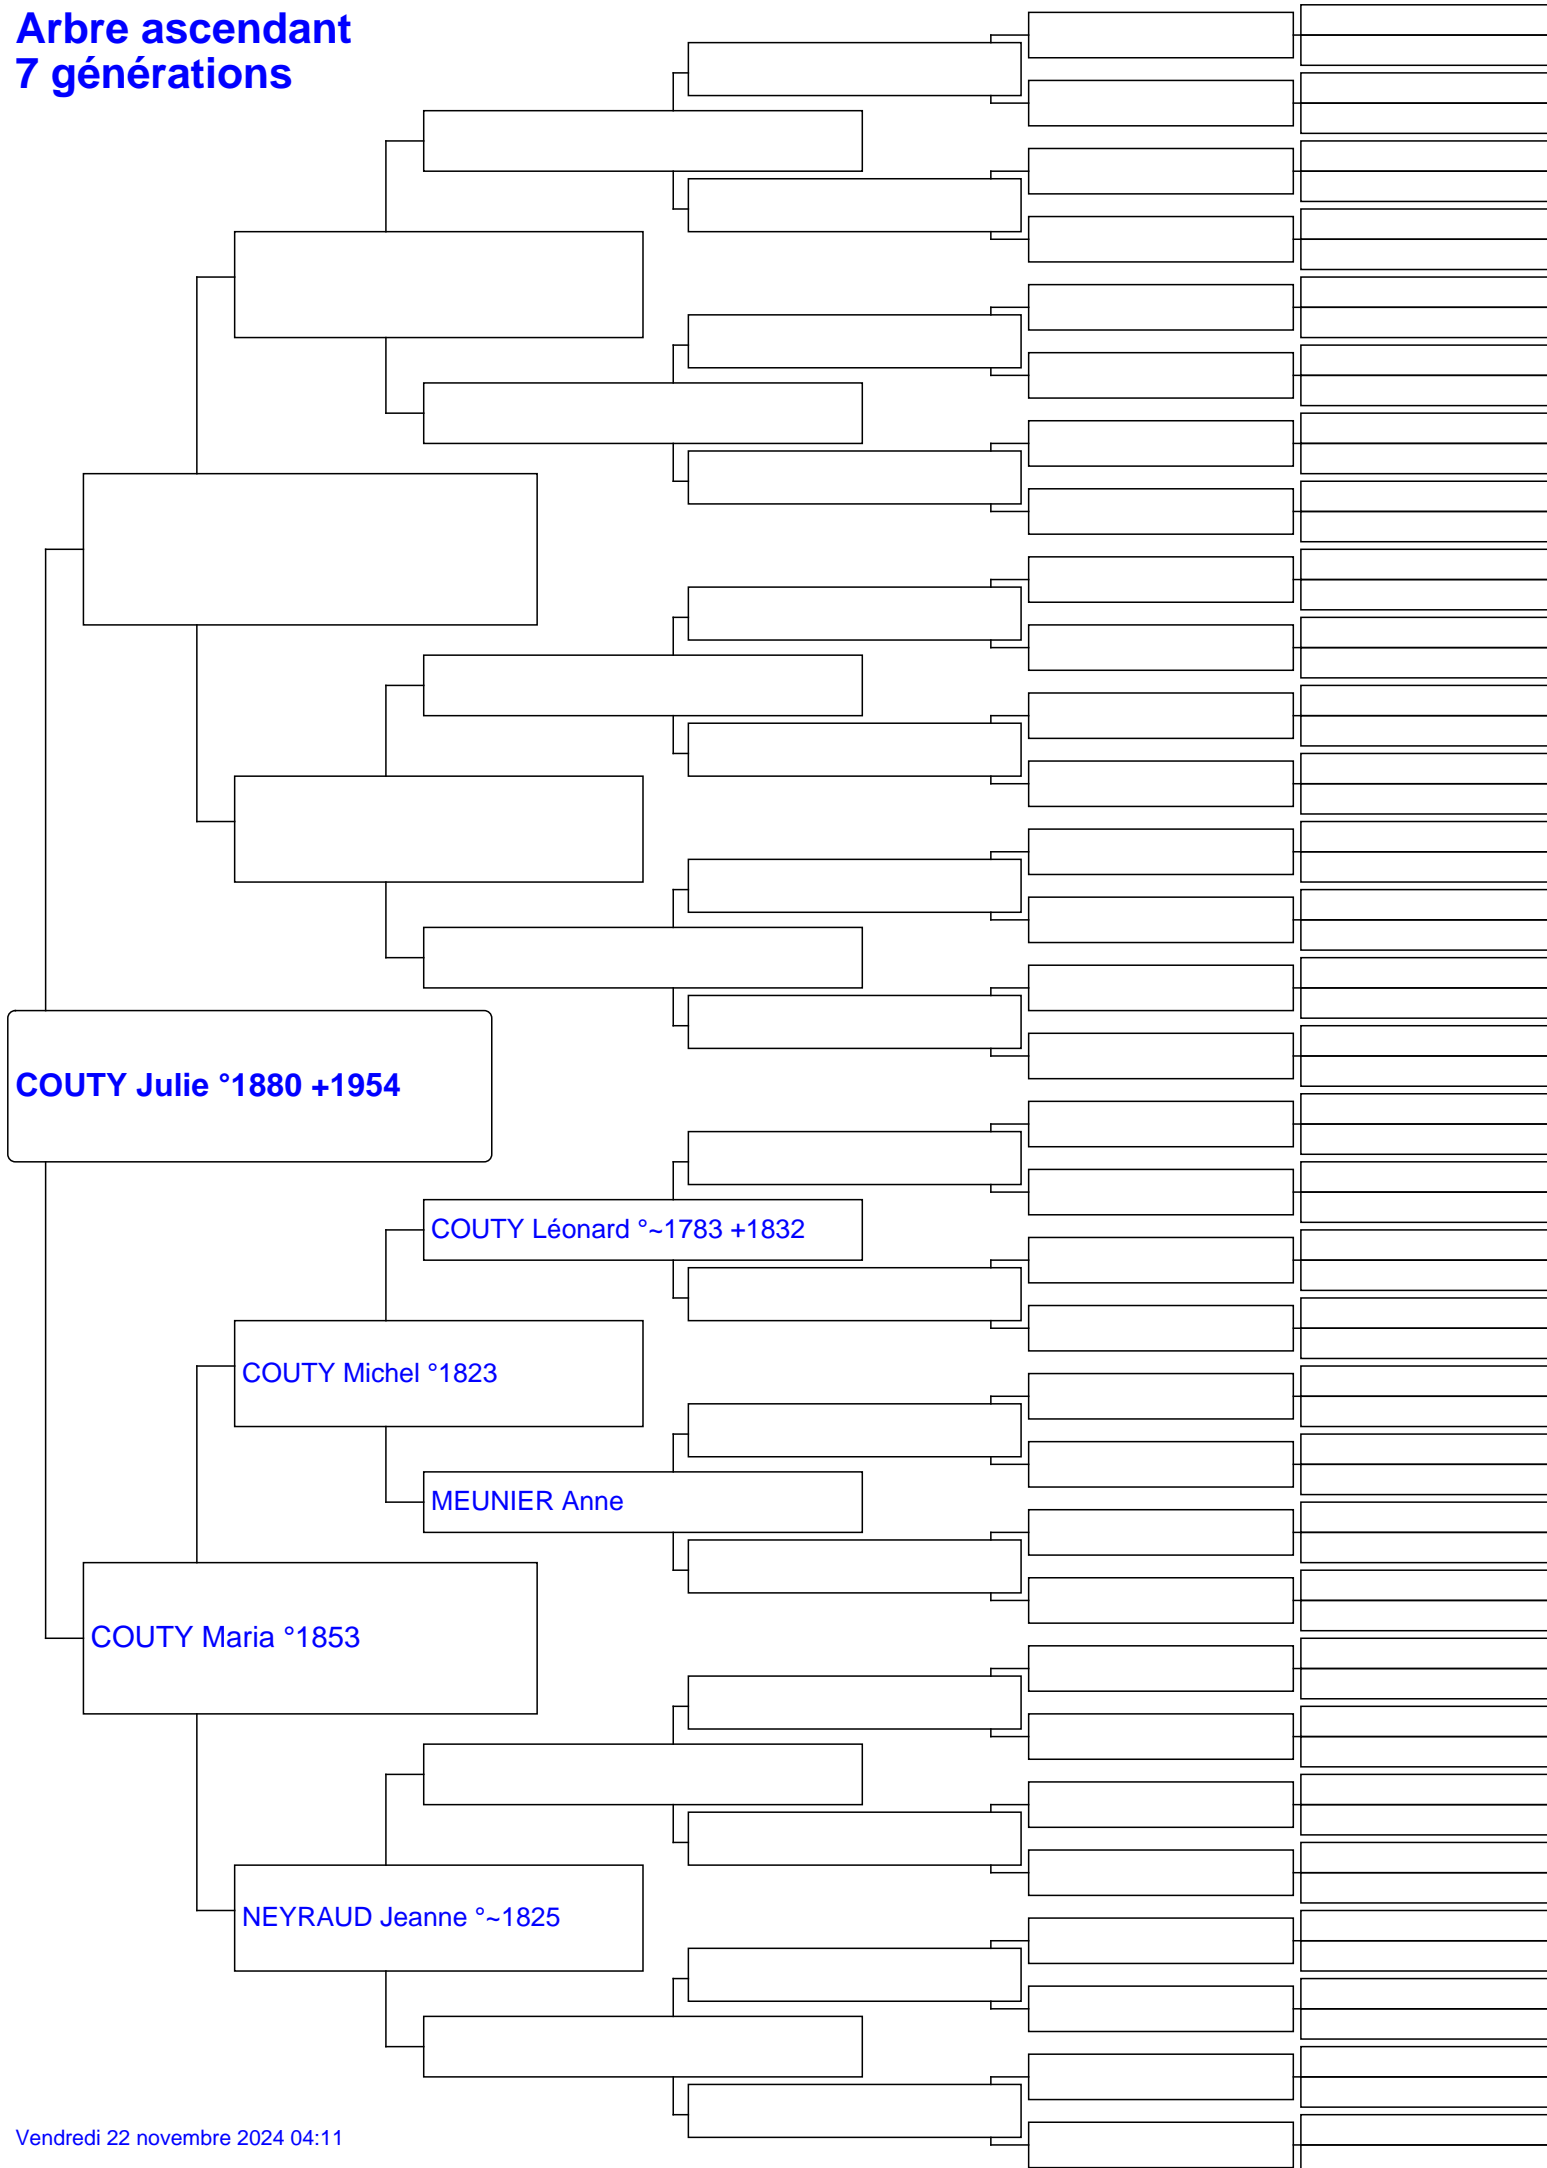 Arbre ascendant
7 générations
COUTY Julie °1880 +1954
COUTY Léonard °~1783 +1832
COUTY Michel °1823
MEUNIER Anne
COUTY Maria °1853
NEYRAUD Jeanne °~1825
Vendredi 22 novembre 2024 04:11